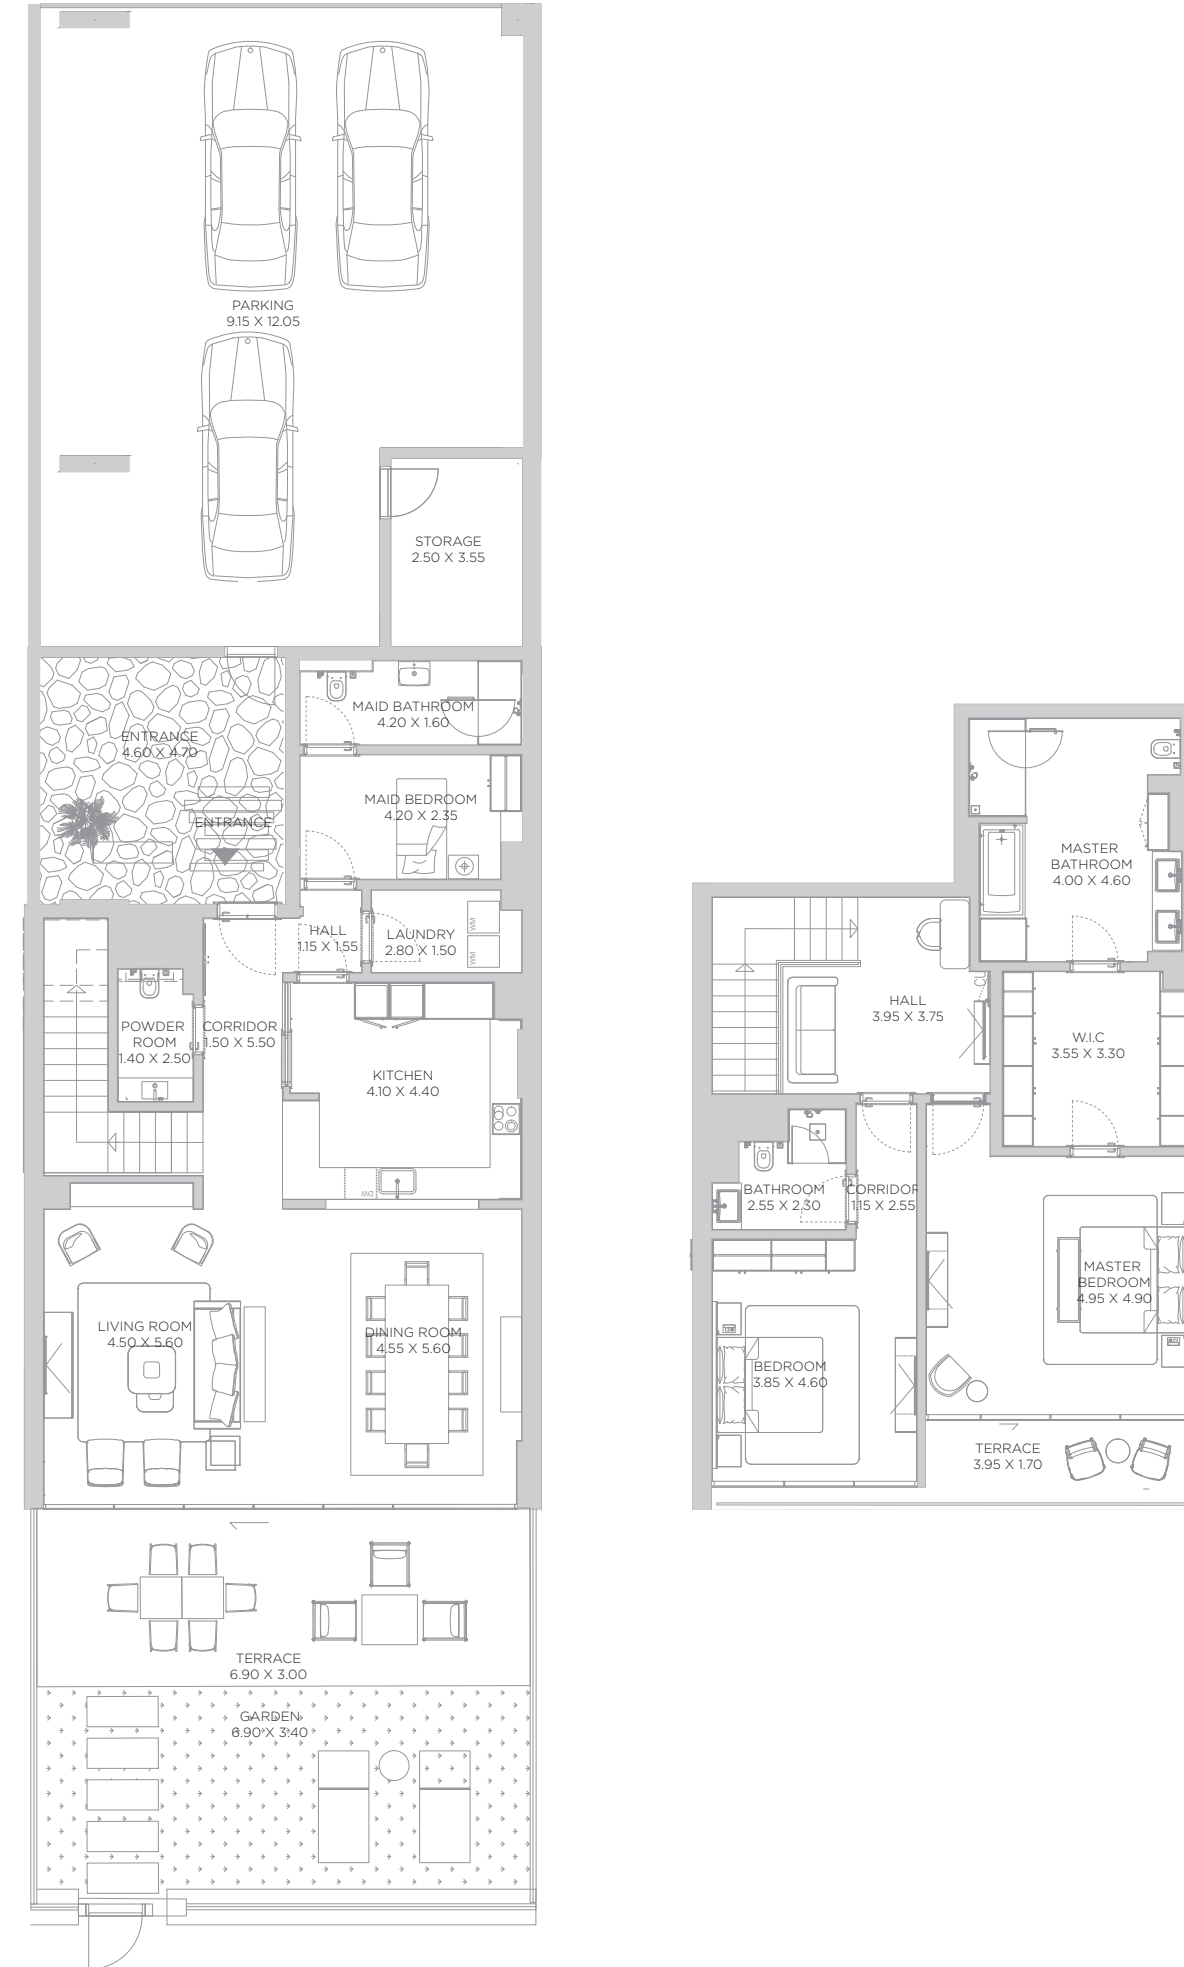 PARKING
9.15 X 12.05
STORAGE
2.50 X 3.55
MAID BATHROOM
4.20 X 1.60
ENTRANCE
4.60 X 4.70
MAID BEDROOM
4.20 X 2.35
ENTRANCE
HALL
1.15 X 1.55
LAUNDRY
2.80 X 1.50
WM
WM
POWDER
ROOM
1.40 X 2.50
CORRIDOR
1.50 X 5.50
KITCHEN
4.10 X 4.40
DW
LIVING ROOM
4.50 X 5.60
DINING ROOM
4.55 X 5.60
TERRACE
6.90 X 3.00
GARDEN
6.90 X 3.40
MASTER
BATHROOM
4.00 X 4.60
HALL
3.95 X 3.75
W.I.C
3.55 X 3.30
BATHROOM
2.55 X 2.30
CORRIDOR
1.15 X 2.55
MASTER
BEDROOM
4.95 X 4.90
BEDROOM
3.85 X 4.60
TERRACE
3.95 X 1.70